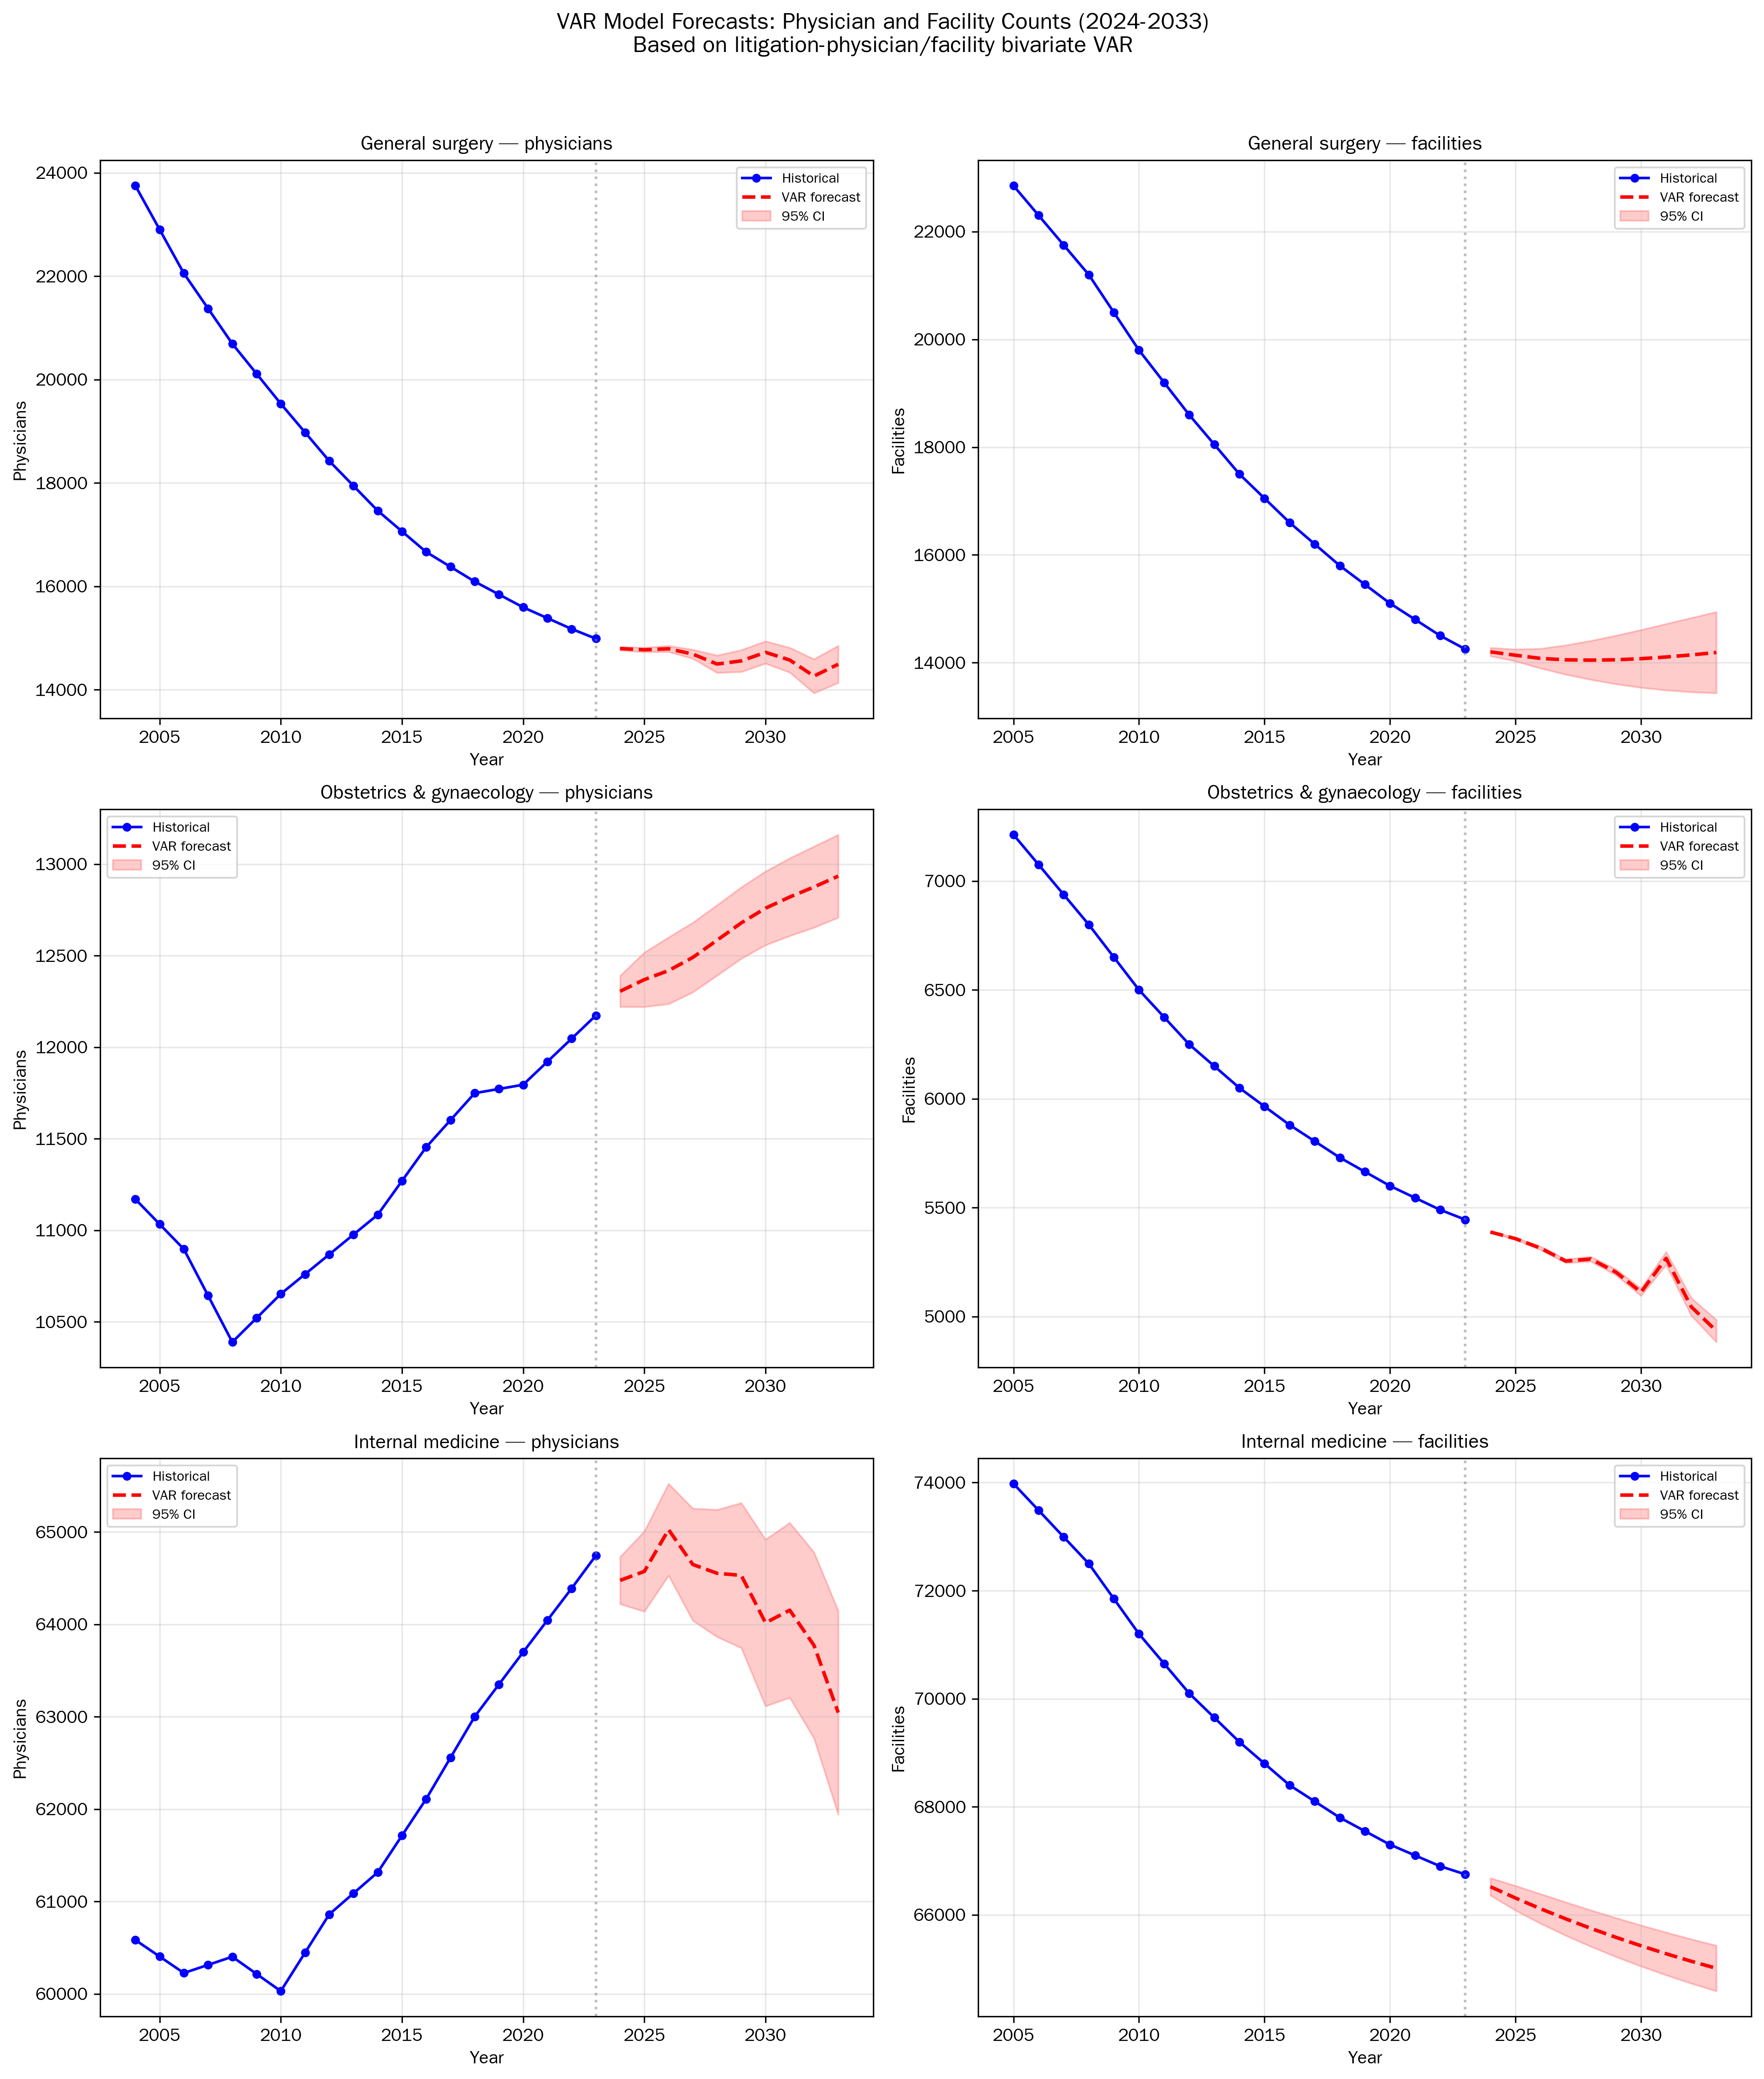 VAR Model Forecasts: Physician and Facility Counts (2024-2033)
Based on litigation-physician/facility bivariate VAR
General surgery — physicians
Historical
VAR forecast
95% CI
Physicians
24000
22000
20000
18000
16000
14000
2005
2010
2015
2020
2025
2030
Year
General surgery — facilities
Historical
VAR forecast
95% CI
Facilities
22000
20000
18000
16000
14000
2005
2010
2015
2020
2025
2030
Year
Obstetrics & gynaecology — physicians
Historical
VAR forecast
95% CI
Physicians
13000
12500
12000
11500
11000
10500
2005
2010
2015
2020
2025
2030
Year
Obstetrics & gynaecology — facilities
Historical
VAR forecast
95% CI
Facilities
7000
6500
6000
5500
5000
2005
2010
2015
2020
2025
2030
Year
Internal medicine — physicians
Historical
VAR forecast
95% CI
Physicians
65000
64000
63000
62000
61000
60000
2005
2010
2015
2020
2025
2030
Year
Internal medicine — facilities
Historical
VAR forecast
95% CI
Facilities
74000
72000
70000
68000
66000
2005
2010
2015
2020
2025
2030
Year